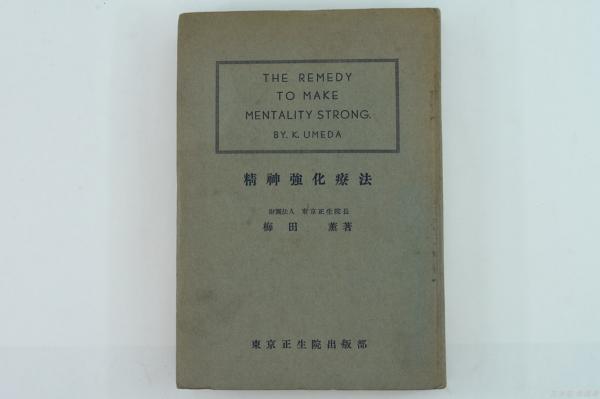 THE REMEDY
TO MAKE
MENTALITY STRONG.
BY. K. UMEDA
精神強化療法
財團法人 東京正生院長
梅田 薫著
東京正生院出版部